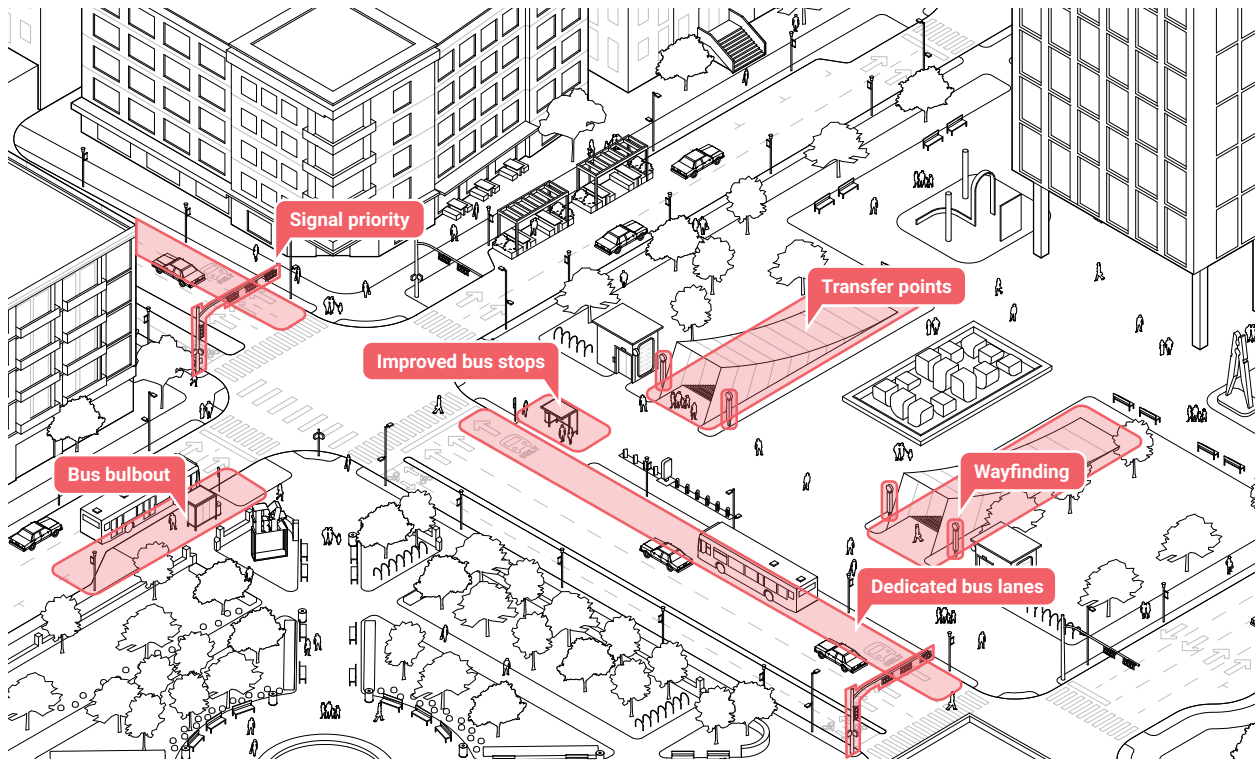 Signal priority
Transfer points
Improved bus stops
Bus bulbout
Wayfinding
Dedicated bus lanes